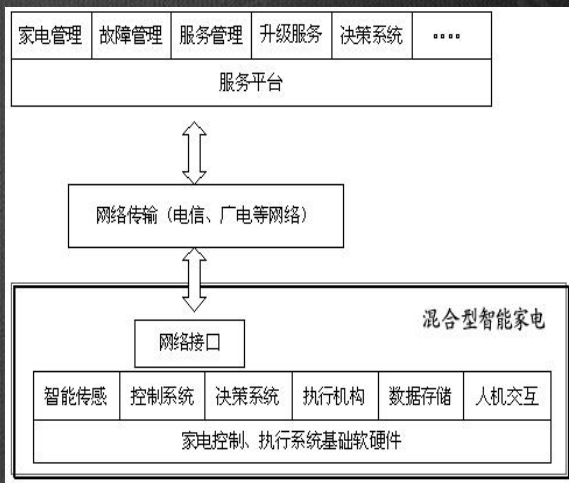 家电管理 故障管理 服务管理 升级服务 决策系统 ····
服务平台
网络传输（电信、广电等网络）
混合型智能家电
网络接口
智能传感 控制系统 决策系统 执行机构 数据存储 人机交互
家电控制、执行系统基础软硬件